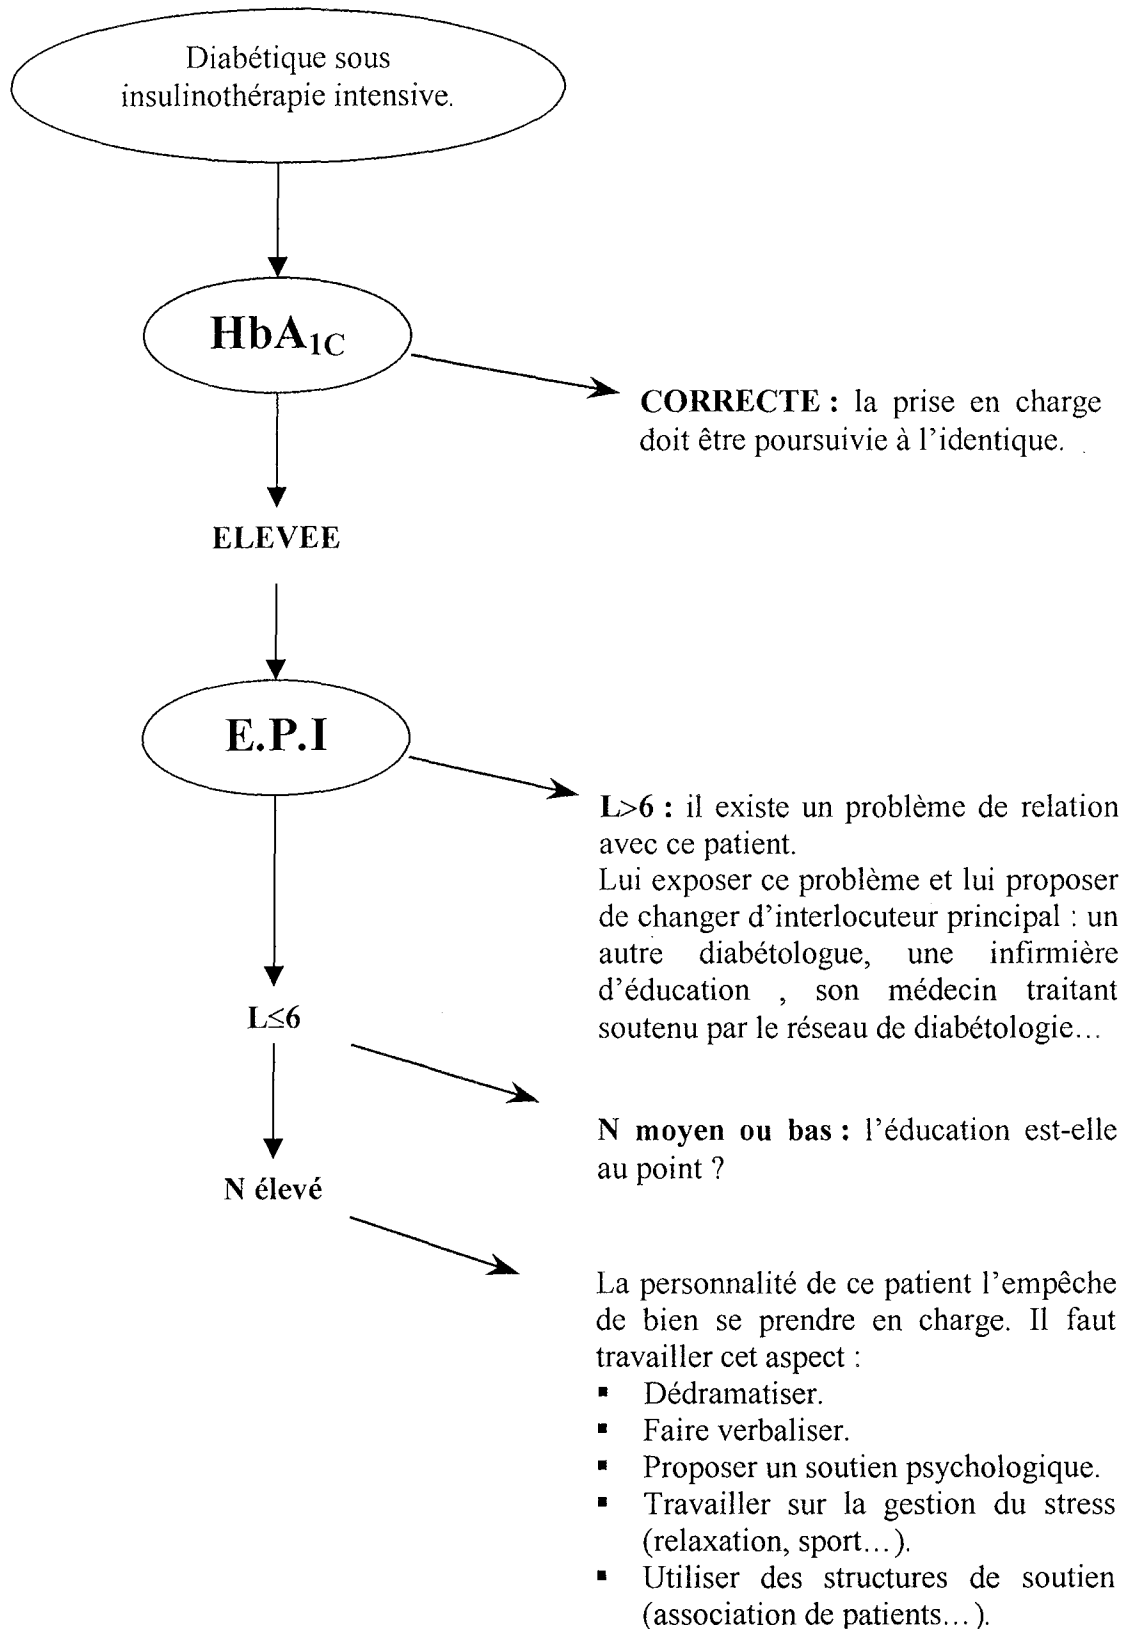 Diabétique sous
insulinothérapie intensive.
HbA1C
CORRECTE : la prise en charge
doit être poursuivie à l'identique.
ELEVEE
E.P.I
L>6 : il existe un problème de relation
avec ce patient.
Lui exposer ce problème et lui proposer
de changer d'interlocuteur principal : un
autre diabétologue, une infirmière
d'éducation , son médecin traitant
soutenu par le réseau de diabétologie...
L≤6
N moyen ou bas : l'éducation est-elle
au point ?
N élevé
La personnalité de ce patient l'empêche
de bien se prendre en charge. Il faut
travailler cet aspect :
▪ Dédramatiser.
▪ Faire verbaliser.
▪ Proposer un soutien psychologique.
▪ Travailler sur la gestion du stress
(relaxation, sport...).
▪ Utiliser des structures de soutien
(association de patients...).